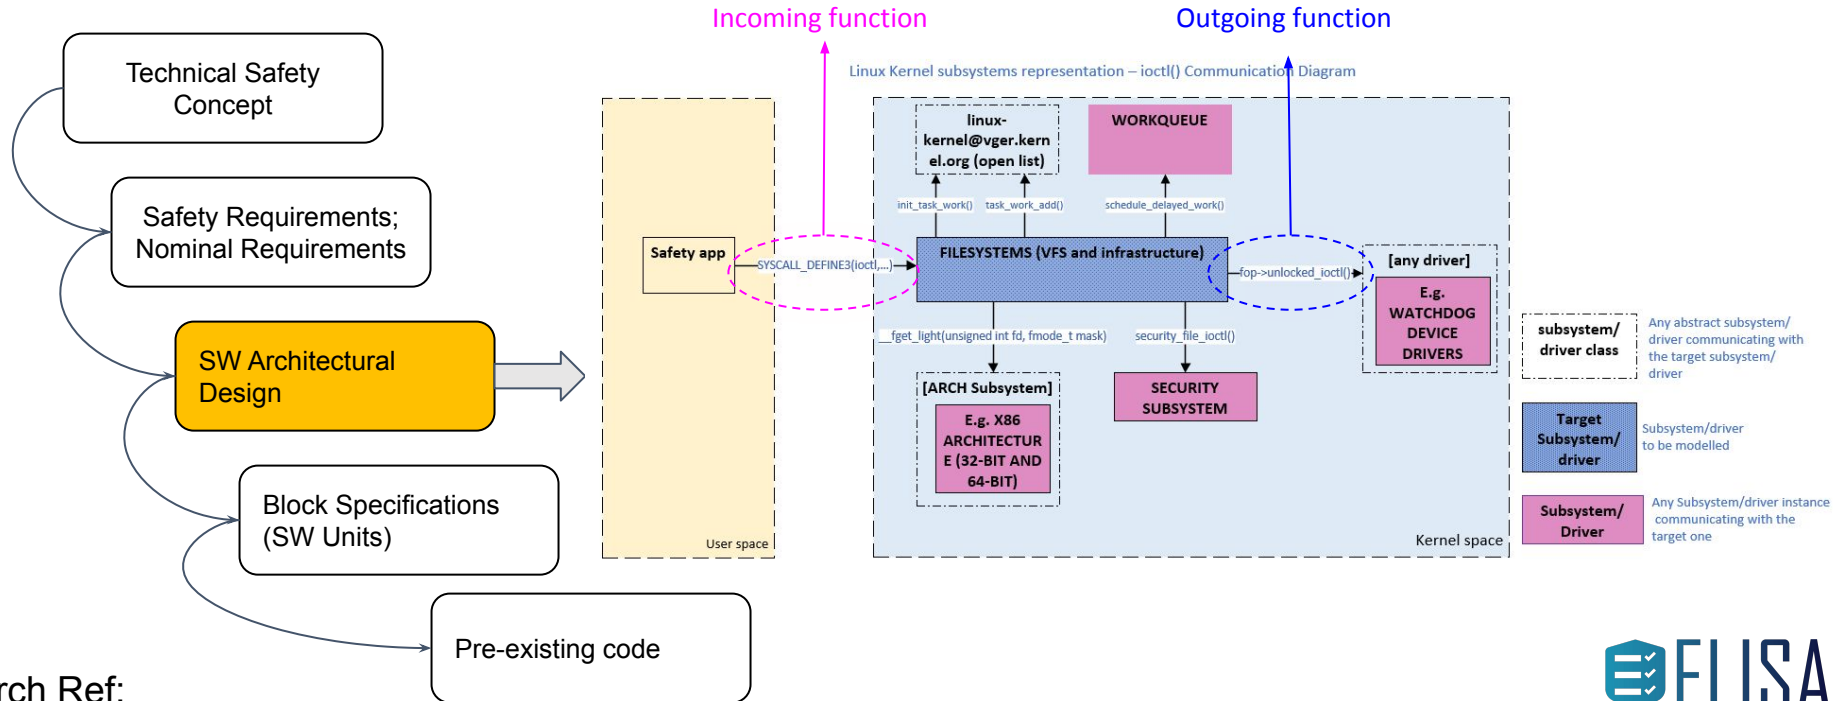 Incoming function
Outgoing function
Linux Kernel subsystems representation – ioctl() Communication Diagram
Technical Safety
Concept
Safety Requirements;
Nominal Requirements
SW Architectural
Design
Block Specifications
(SW Units)
Pre-existing code
Safety app
SYSCALL_DEFINE3(ioctl,...)
User space
linux-
kernel@vger.kern
el.org (open list)
WORKQUEUE
init_task_work()
task_work_add()
schedule_delayed_work()
FILESYSTEMS (VFS and infrastructure)
fop->unlocked_ioctl()
[any driver]
E.g.
WATCHDOG
DEVICE
DRIVERS
__fget_light(unsigned int fd, fmode_t mask)
security_file_ioctl()
[ARCH Subsystem]
E.g. X86
ARCHITECTUR
E (32-BIT AND
64-BIT)
SECURITY
SUBSYSTEM
Kernel space
subsystem/
driver class
Any abstract subsystem/
driver communicating with
the target subsystem/
driver
Target
Subsystem/
driver
Subsystem/driver
to be modelled
Subsystem/
Driver
Any Subsystem/driver instance
communicating with the
target one
rch Ref:
ELISA